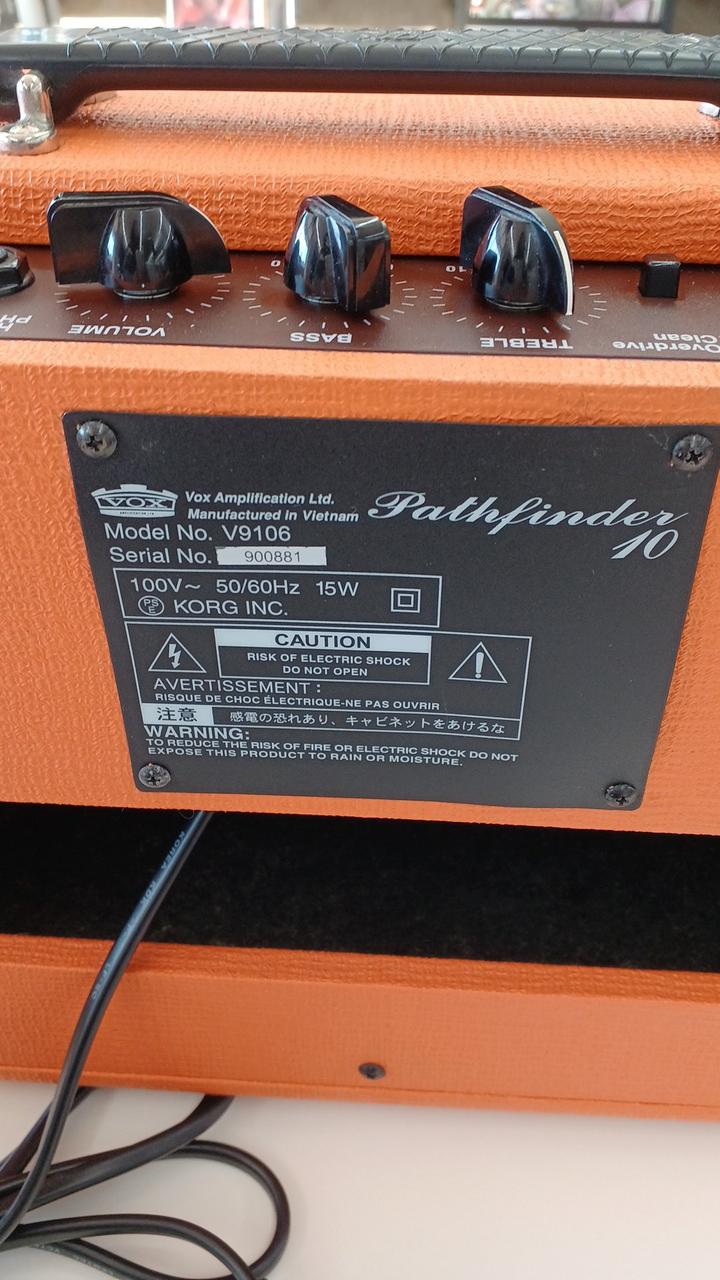 VOLUME
BASS
10
TREBLE
Overdrive
Clean
VOX
Vox Amplification Ltd.
Manufactured in Vietnam
Pathfinder
10
Model No. V9106
Serial No. 900881
100V~ 50/60Hz 15W
PS
E
KORG INC.
CAUTION
RISK OF ELECTRIC SHOCK
DO NOT OPEN
AVERTISSEMENT :
RISQUE DE CHOC ÉLECTRIQUE-NE PAS OUVRIR
注意 感電の恐れあり、キャビネットをあけるな
WARNING:
TO REDUCE THE RISK OF FIRE OR ELECTRIC SHOCK DO NOT
EXPOSE THIS PRODUCT TO RAIN OR MOISTURE.